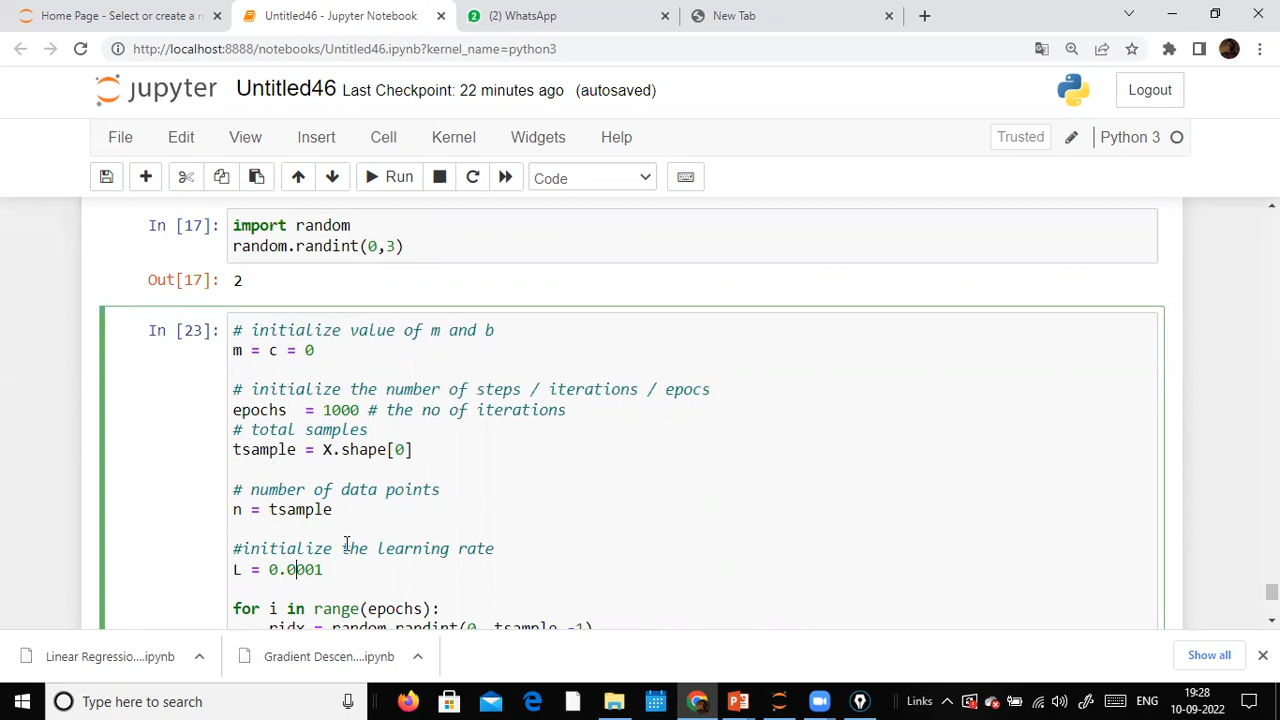 Home Page - Select or create a n
Untitled46 - Jupyter Notebook
2
(2) WhatsApp
New Tab
http://localhost:8888/notebooks/Untitled46.ipynb?kernel_name=python3
jupyter Untitled46 Last Checkpoint: 22 minutes ago (autosaved)
Logout
File Edit View Insert Cell Kernel Widgets Help
Trusted
Python 3
Run
Code
In [17]: import random
random.randint(0,3)
Out[17]: 2
In [23]: # initialize value of m and b
m = c = 0
# initialize the number of steps / iterations / epocs
epochs  = 1000 # the no of iterations
# total samples
tsample = X.shape[0]
# number of data points
n = tsample
#initialize the learning rate
L = 0.0001
for i in range(epochs):
ridx = random.randint(0, tsample -1)
Linear Regressio....ipynb
Gradient Descen....ipynb
Show all
Type here to search
Links
ENG
19:28
10-09-2022